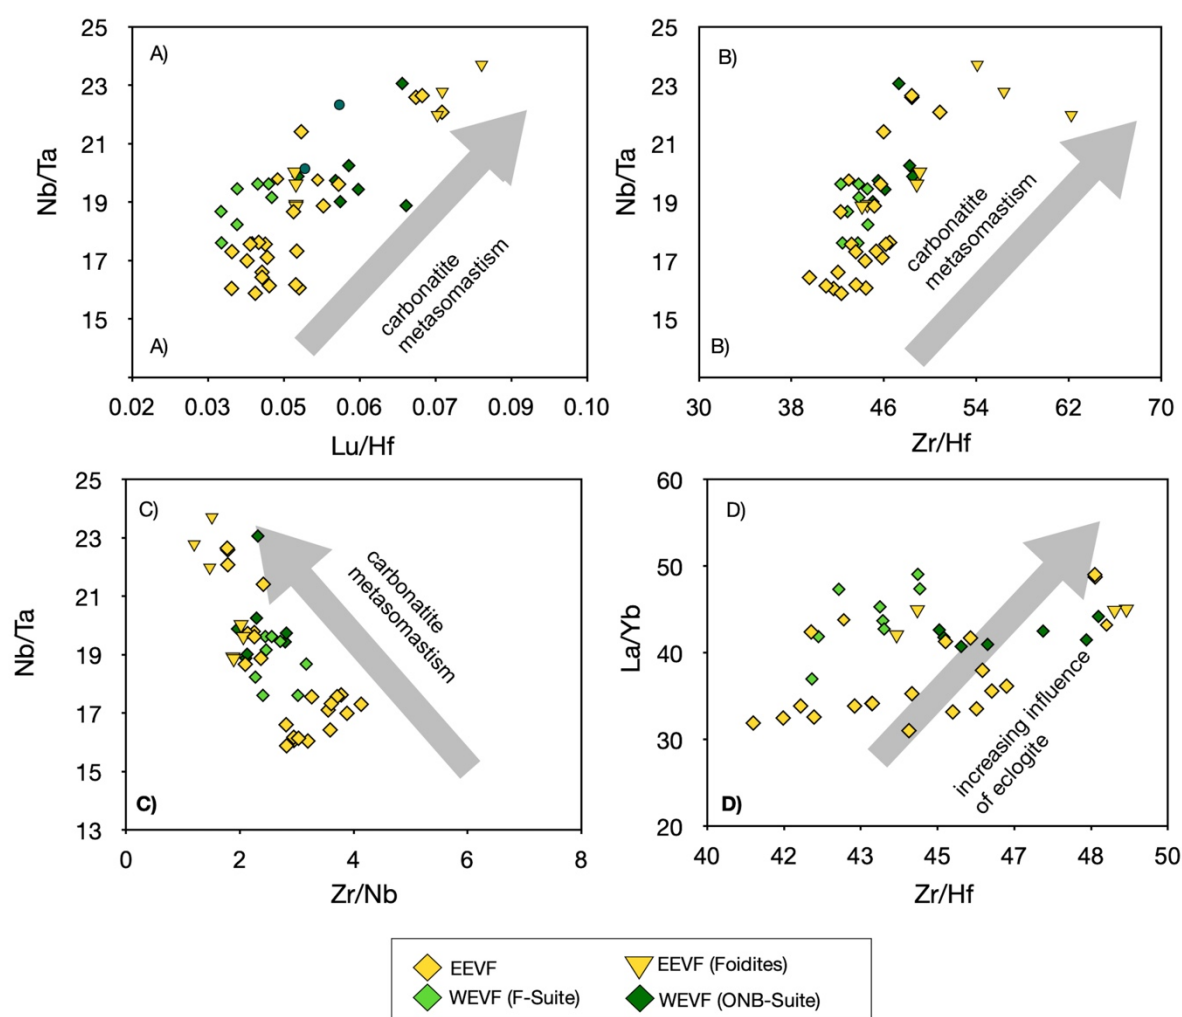 A)
25
23
21
19
17
15
Nb/Ta
carbonatite
metasomastism
A)
0.02 0.03 0.05 0.06 0.07 0.09 0.10
Lu/Hf
B)
25
23
21
19
17
15
Nb/Ta
carbonatite
metasomastism
B)
30 38 46 54 62 70
Zr/Hf
C)
25
23
21
19
17
15
13
Nb/Ta
carbonatite
metasomastism
C)
0 2 4 6 8
Zr/Nb
D)
60
50
40
30
20
La/Yb
increasing influence
of eclogite
D)
40 42 43 45 47 48 50
Zr/Hf
EEVF
EEVF (Foidites)
WEVF (F-Suite)
WEVF (ONB-Suite)